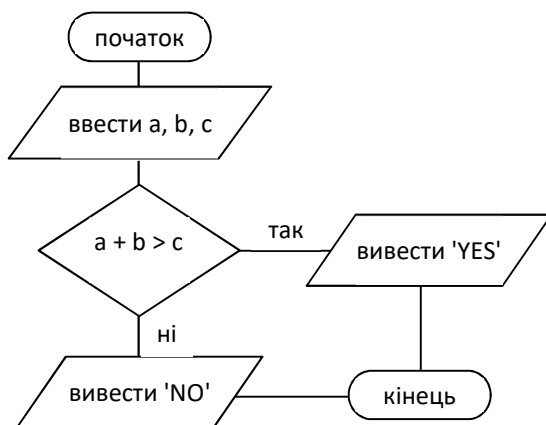 початок
ввести a, b, c
a + b > c
так
вивести 'YES'
ні
вивести 'NO'
кінець